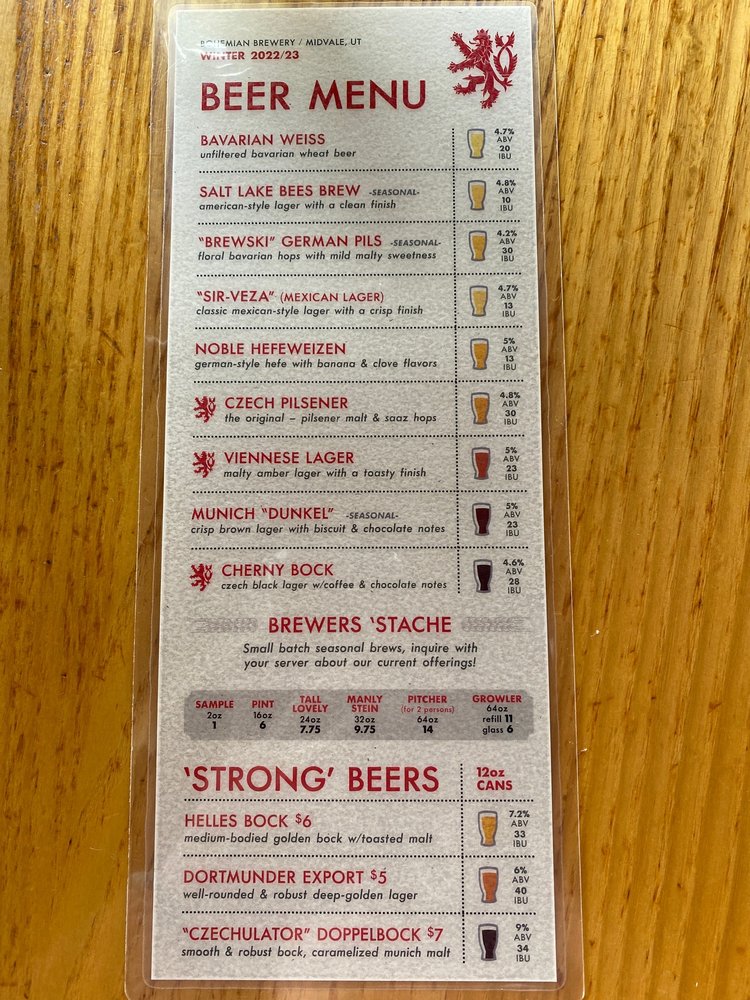 BOHEMIAN BREWERY / MIDVALE, UT
WINTER 2022/23
BEER MENU
BAVARIAN WEISS
unfiltered bavarian wheat beer
4.7%
ABV
20
IBU
SALT LAKE BEES BREW -SEASONAL-
american-style lager with a clean finish
4.8%
ABV
10
IBU
"BREWSKI" GERMAN PILS -SEASONAL-
floral bavarian hops with mild malty sweetness
4.2%
ABV
30
IBU
"SIR-VEZA" (MEXICAN LAGER)
classic mexican-style lager with a crisp finish
4.7%
ABV
13
IBU
NOBLE HEFEWEIZEN
german-style hefe with banana & clove flavors
5%
ABV
13
IBU
CZECH PILSENER
the original – pilsener malt & saaz hops
4.8%
ABV
30
IBU
VIENNESE LAGER
malty amber lager with a toasty finish
5%
ABV
23
IBU
MUNICH "DUNKEL" -SEASONAL-
crisp brown lager with biscuit & chocolate notes
5%
ABV
23
IBU
CHERNY BOCK
czech black lager w/coffee & chocolate notes
4.6%
ABV
28
IBU
BREWERS 'STACHE
Small batch seasonal brews, inquire with
your server about our current offerings!
SAMPLE
2oz
1
PINT
16oz
6
TALL
LOVELY
24oz
7.75
MANLY
STEIN
32oz
9.75
PITCHER
(for 2 persons)
64oz
14
GROWLER
64oz
refill 11
glass 6
'STRONG' BEERS
12oz
CANS
HELLES BOCK $6
medium-bodied golden bock w/toasted malt
7.2%
ABV
33
IBU
DORTMUNDER EXPORT $5
well-rounded & robust deep-golden lager
6%
ABV
40
IBU
"CZECHULATOR" DOPPELBOCK $7
smooth & robust bock, caramelized munich malt
9%
ABV
34
IBU